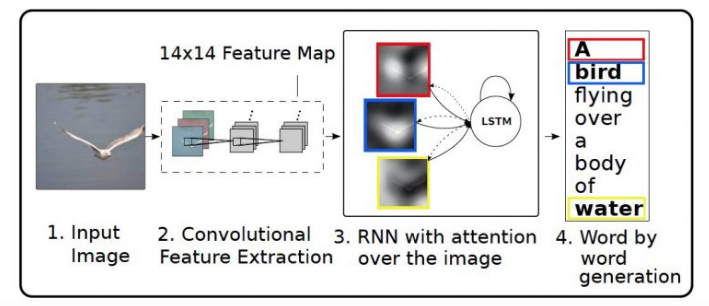 14x14 Feature Map
LSTM
A
bird
flying
over
a
body
of
water
1. Input
Image
2. Convolutional
Feature Extraction
3. RNN with attention
over the image
4. Word by
word
generation